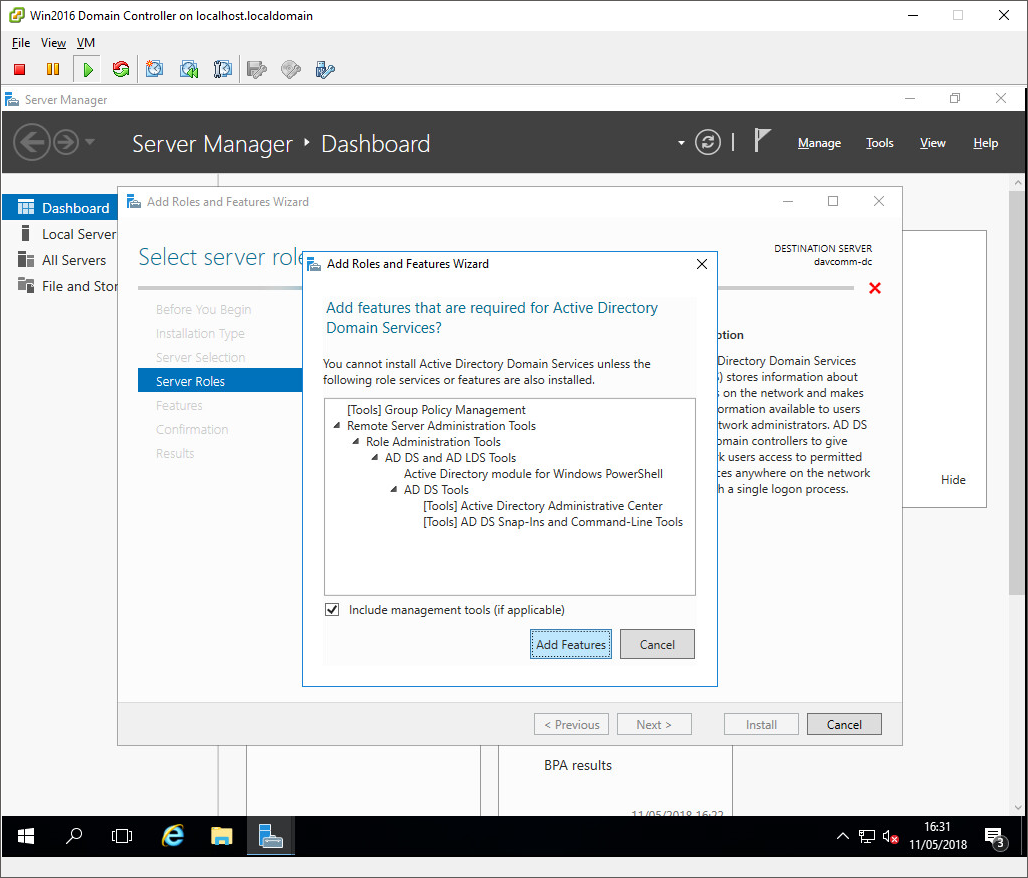 Win2016 Domain Controller on localhost.localdomain
File View VM
Server Manager
Server Manager Dashboard
Manage Tools View Help
Dashboard
Local Server
All Servers
File and Stor
Add Roles and Features Wizard
Select server role
DESTINATION SERVER
davcomm-dc
Before You Begin
Installation Type
Server Selection
Server Roles
Features
Confirmation
Results
Add Roles and Features Wizard
Add features that are required for Active Directory
Domain Services?
You cannot install Active Directory Domain Services unless the
following role services or features are also installed.
[Tools] Group Policy Management
Remote Server Administration Tools
Role Administration Tools
AD DS and AD LDS Tools
Active Directory module for Windows PowerShell
AD DS Tools
[Tools] Active Directory Administrative Center
[Tools] AD DS Snap-Ins and Command-Line Tools
Include management tools (if applicable)
Add Features Cancel
ption
Directory Domain Services
) stores information about
s on the network and makes
ormation available to users
twork administrators. AD DS
omain controllers to give
k users access to permitted
ces anywhere on the network
h a single logon process.
Hide
< Previous Next > Install Cancel
BPA results
11/05/2018 16:22
16:31
11/05/2018
3